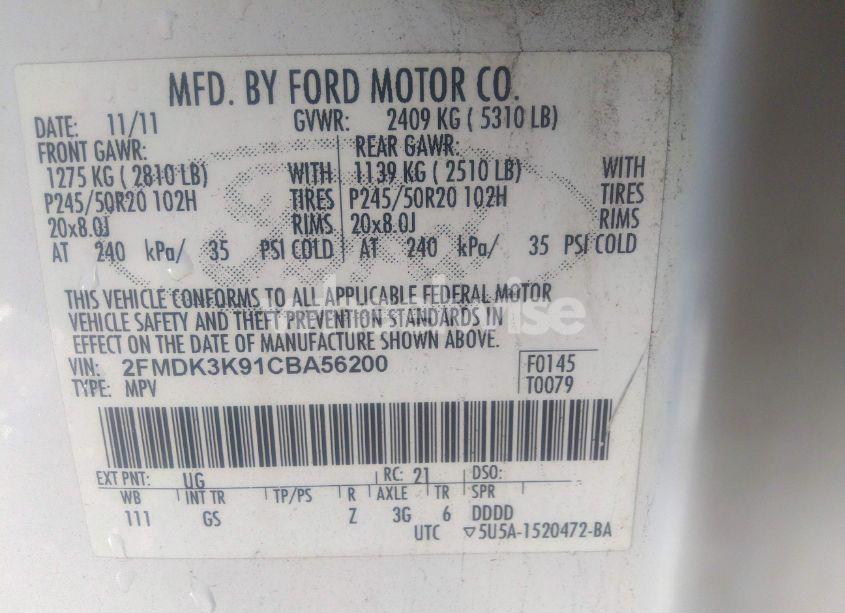 MFD. BY FORD MOTOR CO.
DATE: 11/11 GVWR: 2409 KG ( 5310 LB)
FRONT GAWR: REAR GAWR:
1275 KG ( 2810 LB) WITH 1139 KG ( 2510 LB) WITH
P245/50R20 102H TIRES P245/50R20 102H TIRES
20x8.0J RIMS 20x8.0J RIMS
AT 240 kPa/ 35 PSI COLD AT 240 kPa/ 35 PSI COLD
THIS VEHICLE CONFORMS TO ALL APPLICABLE FEDERAL MOTOR
VEHICLE SAFETY AND THEFT PREVENTION STANDARDS IN
EFFECT ON THE DATE OF MANUFACTURE SHOWN ABOVE.
VIN: 2FMDK3K91CBA56200 F0145
TYPE: MPV T0079
EXT PNT: UG RC: 21 DSO:
WB INT TR TP/PS R AXLE TR SPR
111 GS Z 3G 6 DDDD
UTC ▽5U5A-1520472-BA